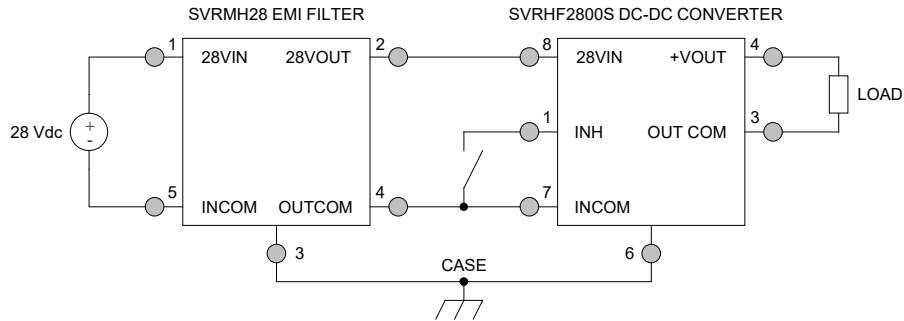 SVRMH28 EMI FILTER SVRHF2800S DC-DC CONVERTER
1 2 8 4
28VIN 28VOUT 28VIN +VOUT
LOAD
28 Vdc + - 1 INH OUT COM 3
5 4 7
INCOM OUTCOM INCOM
3 6
CASE